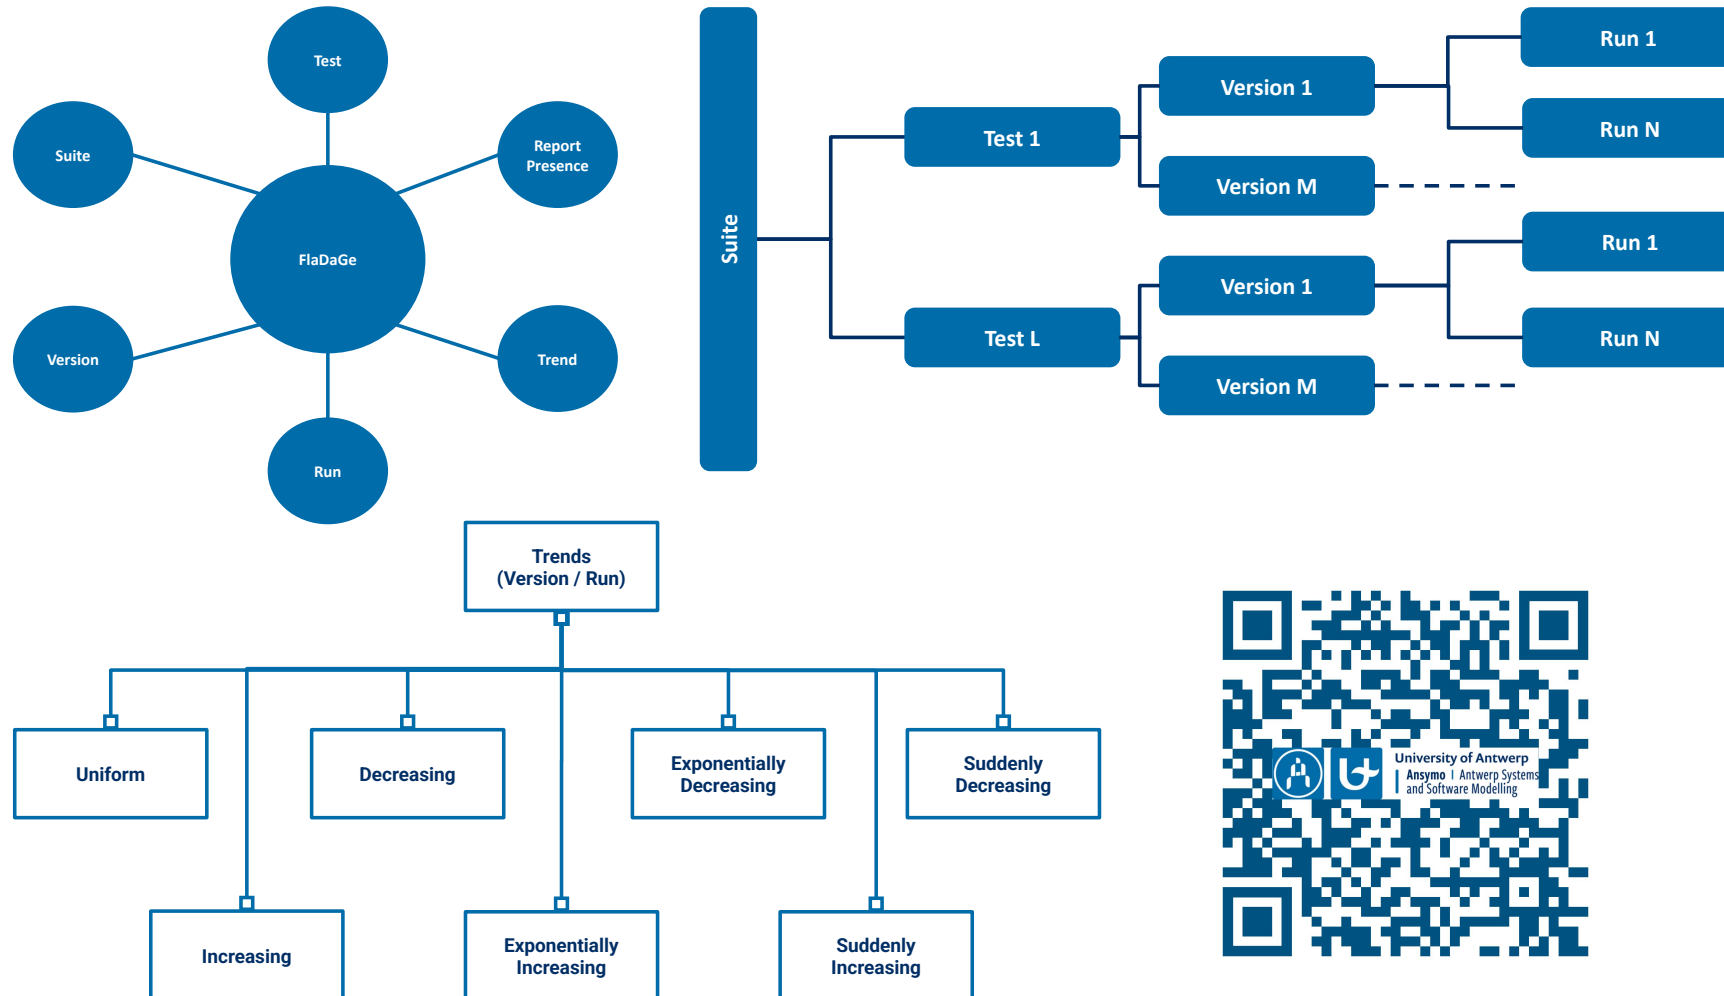 Test
Suite
Report
Presence
FlaDaGe
Version
Trend
Run
Suite
Test 1
Version 1
Run 1
Run N
Version M
Test L
Version 1
Run 1
Run N
Version M
Trends
(Version / Run)
Uniform
Decreasing
Exponentially
Decreasing
Suddenly
Decreasing
Increasing
Exponentially
Increasing
Suddenly
Increasing
University of Antwerp
Ansymo | Antwerp Systems
and Software Modelling